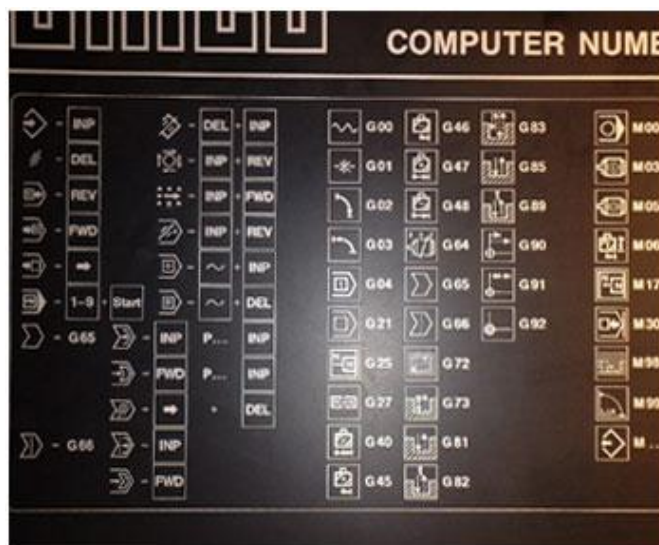 COMPUTER NUME
- INP - DEL + INP G00 G46 G83 M00
- DEL - INP + REV G01 G47 G85 M03
- REV - INP + FWD G02 G48 G89 M05
- FWD - INP + REV G03 G64 G90 M06
- ➡ - ~ + INP G04 G65 G91 M17
- 1-9 + Start - ~ + DEL G21 G66 G92 M30
- G65 - INP P... INP G25 G72 M98
- FWD P... INP G27 G73 M99
- ➡ + DEL G40 G81 M..
- G66 - INP G45 G82
- FWD